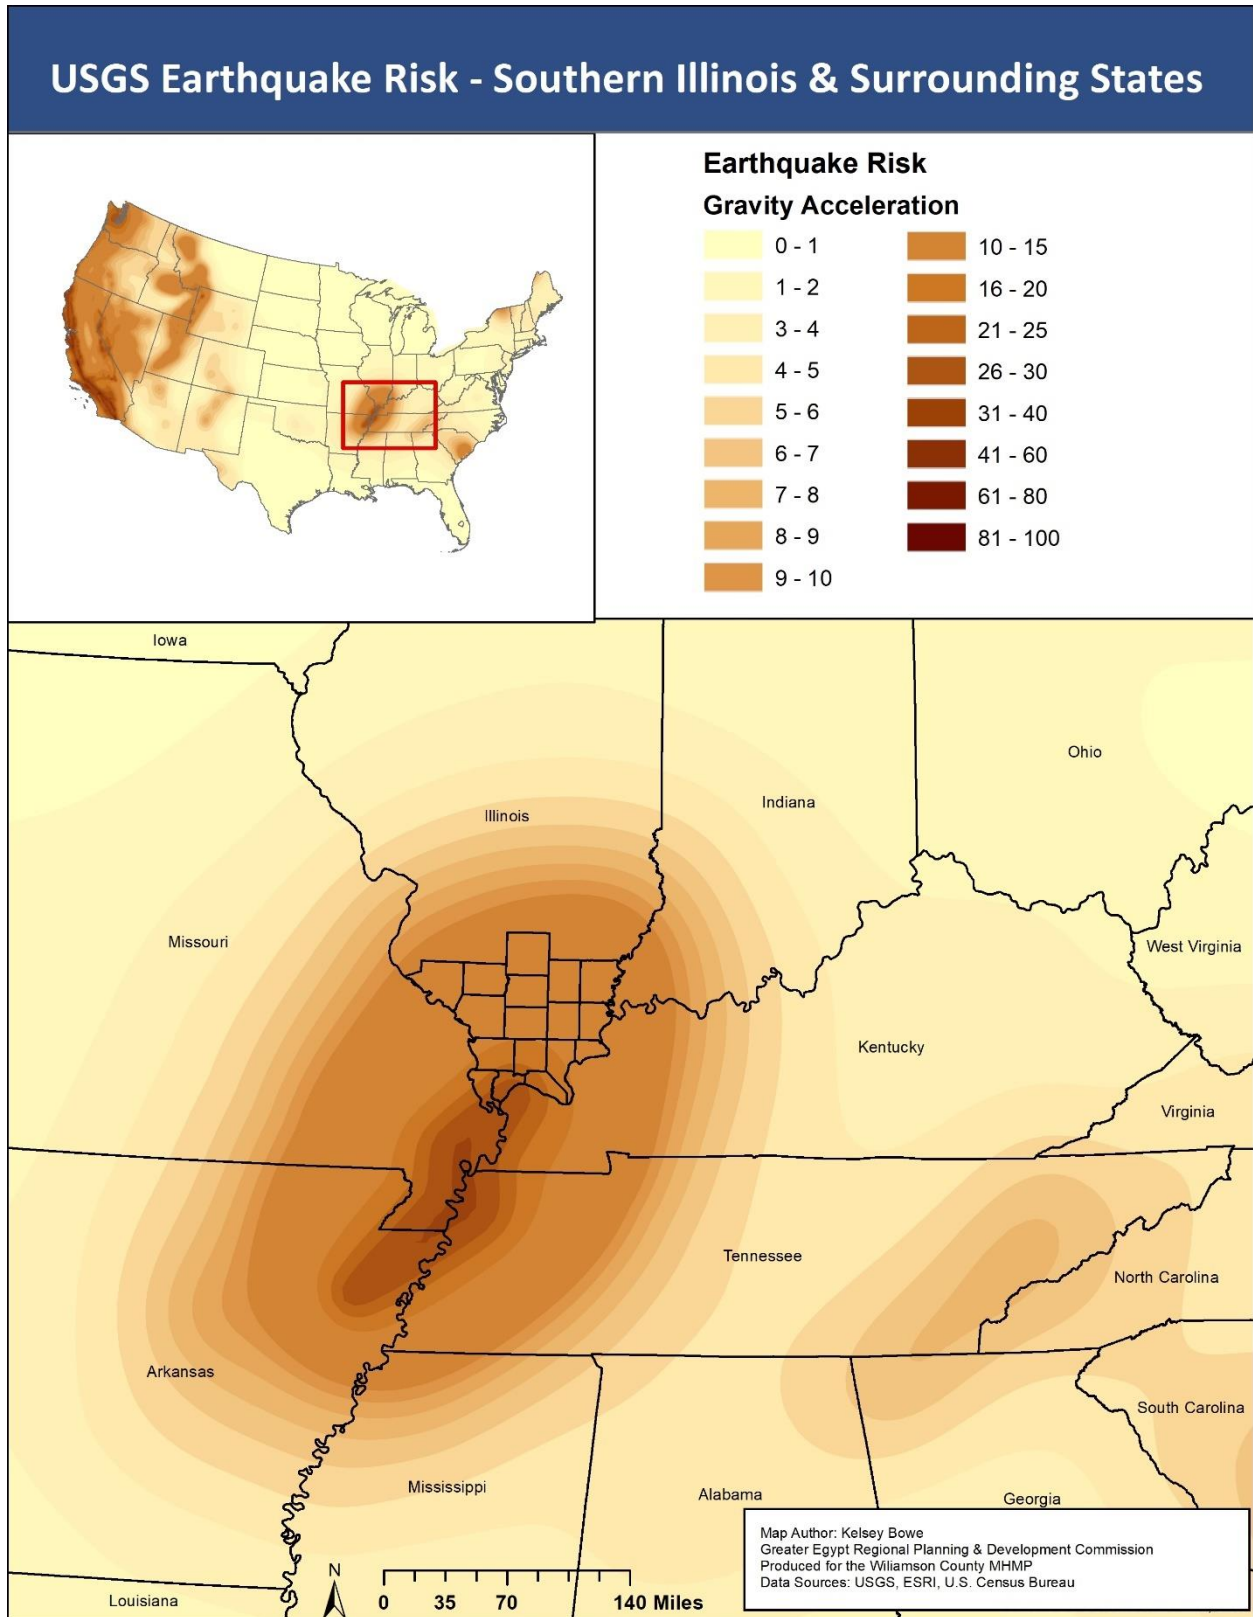 USGS Earthquake Risk - Southern Illinois & Surrounding States
Earthquake Risk
Gravity Acceleration
0 - 1
1 - 2
3 - 4
4 - 5
5 - 6
6 - 7
7 - 8
8 - 9
9 - 10
10 - 15
16 - 20
21 - 25
26 - 30
31 - 40
41 - 60
61 - 80
81 - 100
Iowa
Ohio
Indiana
Illinois
Missouri
West Virginia
Kentucky
Virginia
Tennessee
North Carolina
Arkansas
South Carolina
Mississippi
Alabama
Georgia
Louisiana
N
0 35 70 140 Miles
Map Author: Kelsey Bowe
Greater Egypt Regional Planning & Development Commission
Produced for the Wiliamson County MHMP
Data Sources: USGS, ESRI, U.S. Census Bureau